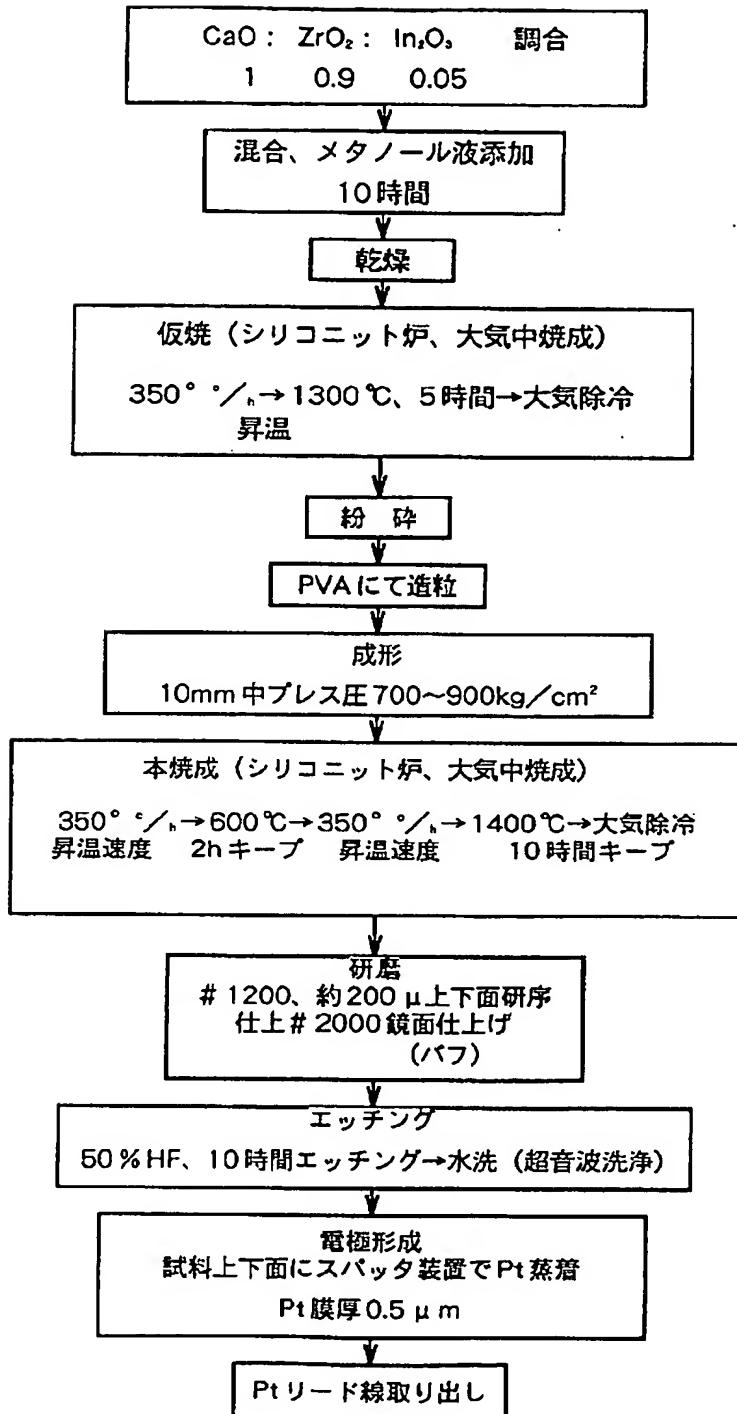 CaO : ZrO₂ : In₂O₃ 調合
1 0.9 0.05
混合、メタノール液添加
10時間
乾燥
仮焼（シリコニット炉、大気中焼成）
350° °/h→1300℃、5時間→大気除冷
昇温
粉 砕
PVAにて造粒
成形
10mm中プレス圧700〜900kg/cm²
本焼成（シリコニット炉、大気中焼成）
350° c/h→600℃→350° °/h→1400℃→大気除冷
昇温速度 2hキープ 昇温速度 10時間キープ
研磨
#1200、約200μ上下面研序
仕上#2000鏡面仕上げ
(バフ)
エッチング
50%HF、10時間エッチング→水洗（超音波洗浄）
電極形成
試料上下面にスパッタ装置でPt蒸着
Pt膜厚0.5μm
Ptリード線取り出し